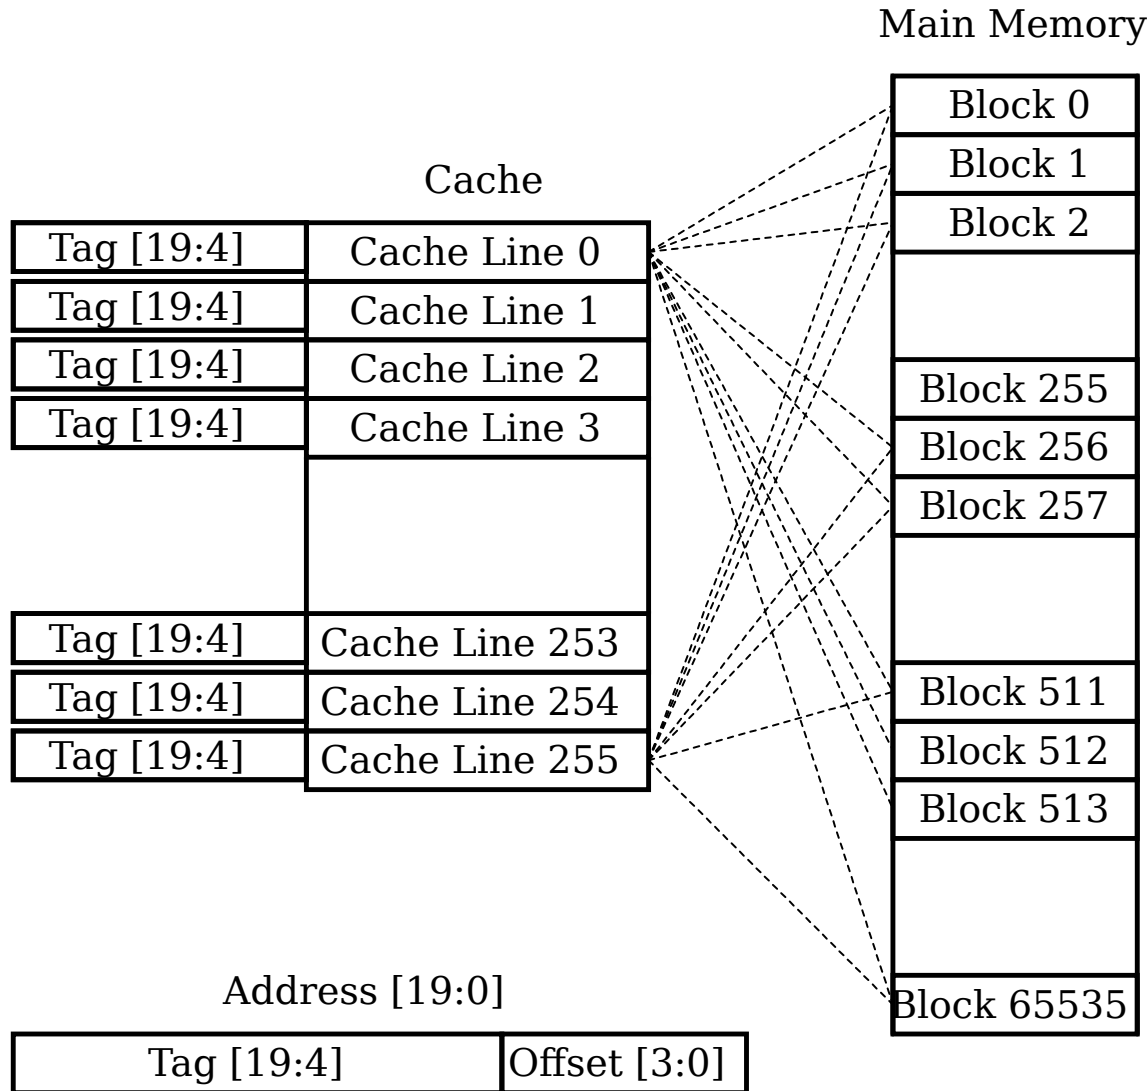 Main Memory
Block 0
Block 1
Block 2
Block 255
Block 256
Block 257
Block 511
Block 512
Block 513
Block 65535
Cache
Tag [19:4] Cache Line 0
Tag [19:4] Cache Line 1
Tag [19:4] Cache Line 2
Tag [19:4] Cache Line 3
Tag [19:4] Cache Line 253
Tag [19:4] Cache Line 254
Tag [19:4] Cache Line 255
Address [19:0]
Tag [19:4] Offset [3:0]